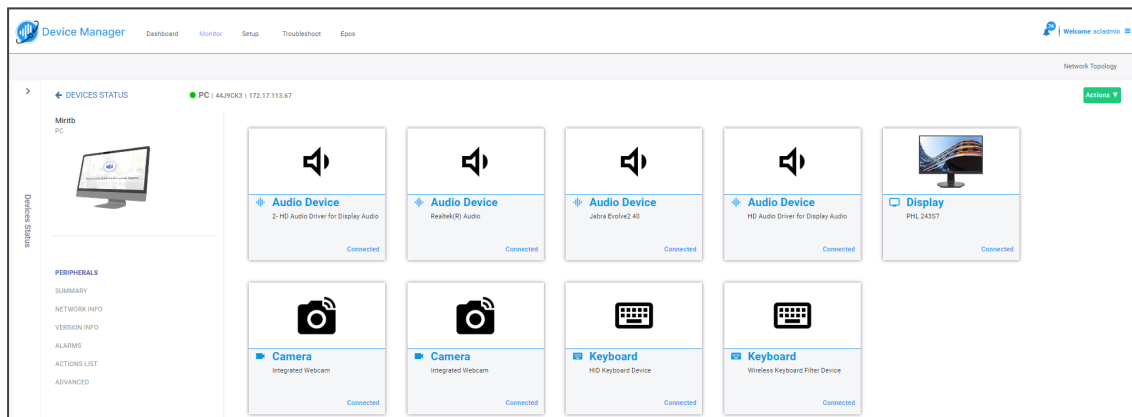 Device Manager Dashboard Monitor Setup Troubleshoot Epos
74 Welcome acladmin
Network Topology
DEVICES STATUS
PC | 44J9CK3 | 172.17.113.67
Actions
Miritb
PC
Devices Status
PERIPHERALS
SUMMARY
NETWORK INFO
VERSION INFO
ALARMS
ACTIONS LIST
ADVANCED
Audio Device
2- HD Audio Driver for Display Audio
Connected
Audio Device
Realtek(R) Audio
Connected
Audio Device
Jabra Evolve2 40
Connected
Audio Device
HD Audio Driver for Display Audio
Connected
Display
PHL 243S7
Connected
Camera
Integrated Webcam
Connected
Camera
Integrated Webcam
Connected
Keyboard
HID Keyboard Device
Connected
Keyboard
Wireless Keyboard Filter Device
Connected